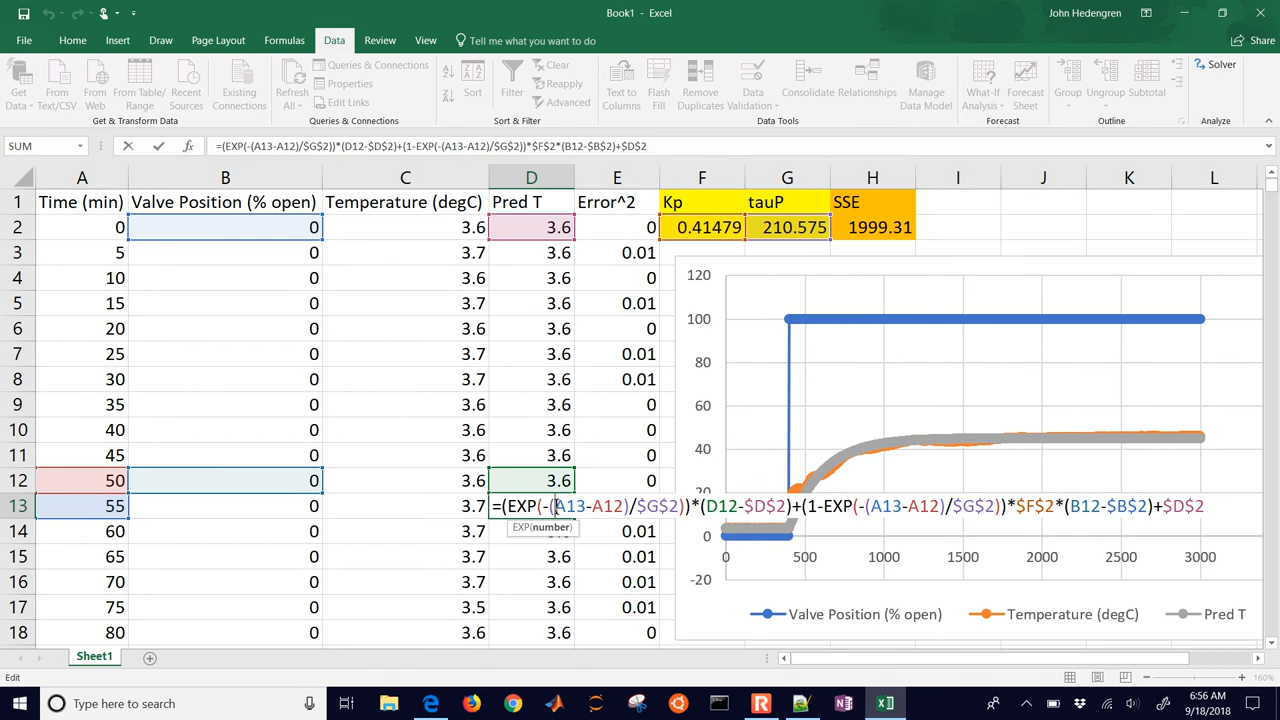 Book1 - Excel
John Hedengren
File Home Insert Draw Page Layout Formulas Data Review View Tell me what you want to do Share
Get Data From Text/CSV From Web From Table/Range Recent Sources Existing Connections
Refresh All Queries & Connections Properties Edit Links
Sort Filter Clear Reapply Advanced
Text to Columns Flash Fill Remove Duplicates Data Validation Consolidate Relationships Manage Data Model
What-If Analysis Forecast Sheet Group Ungroup Subtotal Solver
Get & Transform Data Queries & Connections Sort & Filter Data Tools Forecast Outline Analyze
SUM =(EXP(-(A13-A12)/$G$2))*(D12-$D$2)+(1-EXP(-(A13-A12)/$G$2))*$F$2*(B12-$B$2)+$D$2
A B C D E F G H I J K L
1 Time (min) Valve Position (% open) Temperature (degC) Pred T Error^2 Kp tauP SSE
2 0 0 3.6 3.6 0 0.41479 210.575 1999.31
3 5 0 3.7 3.6 0.01
4 10 0 3.6 3.6 0
5 15 0 3.7 3.6 0.01
6 20 0 3.6 3.6 0
7 25 0 3.7 3.6 0.01
8 30 0 3.7 3.6 0.01
9 35 0 3.6 3.6 0
10 40 0 3.6 3.6 0
11 45 0 3.6 3.6 0
12 50 0 3.6 3.6 0
13 55 0 3.7 =(EXP(-(A13-A12)/$G$2))*(D12-$D$2)+(1-EXP(-(A13-A12)/$G$2))*$F$2*(B12-$B$2)+$D$2
EXP(number)
14 60 0 3.7 0.01
15 65 0 3.7 3.6 0.01
16 70 0 3.7 3.6 0.01
17 75 0 3.5 3.6 0.01
18 80 0 3.6 3.6 0
120
100
80
60
40
20
0
-20
0 500 1000 1500 2000 2500 3000
Valve Position (% open) Temperature (degC) Pred T
Sheet1
Edit
160%
Type here to search
6:56 AM
9/18/2018